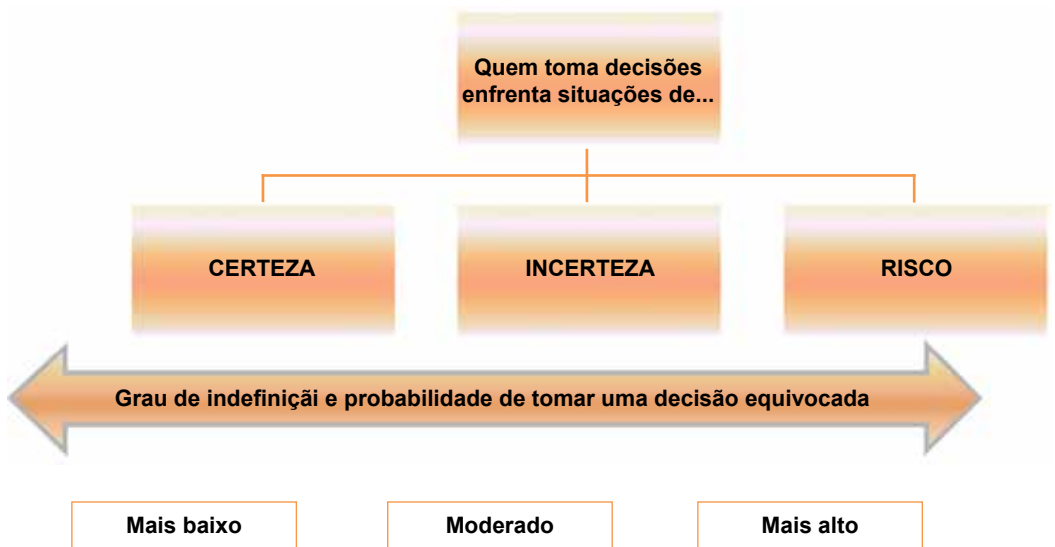 Quem toma decisões
enfrenta situações de...
CERTEZA
INCERTEZA
RISCO
Grau de indefiniçãi e probabilidade de tomar uma decisão equivocada
Mais baixo
Moderado
Mais alto